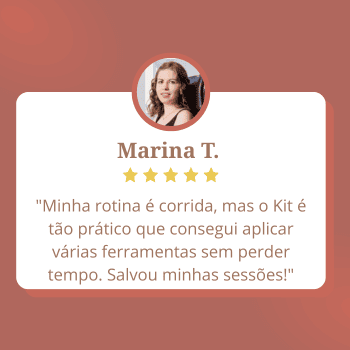 Marina T.
"Minha rotina é corrida, mas o Kit é
tão prático que consegui aplicar
várias ferramentas sem perder
tempo. Salvou minhas sessões!"